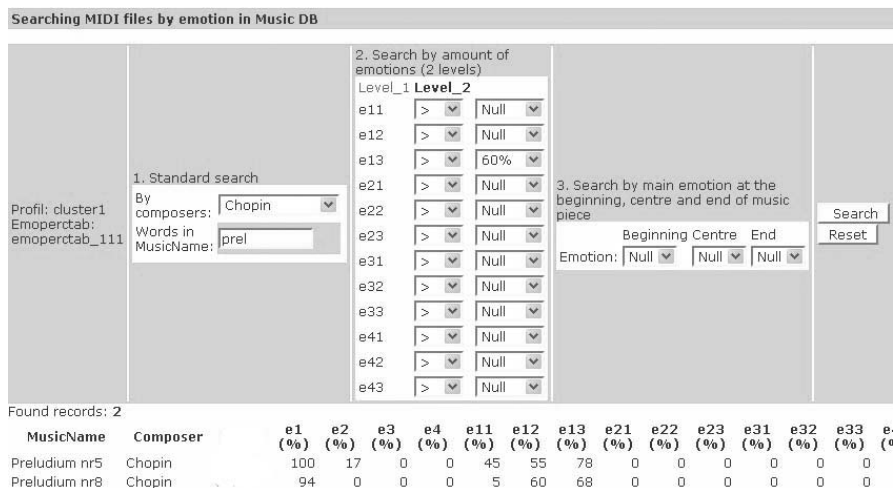 Searching MIDI files by emotion in Music DB
Profil: cluster1
Emoperctab:
emoperctab_111
1. Standard search
By
composers: Chopin
Words in
MusicName: prel
2. Search by amount of
emotions (2 levels)
Level_1 Level_2
e11 > Null
e12 > Null
e13 > 60%
e21 > Null
e22 > Null
e23 > Null
e31 > Null
e32 > Null
e33 > Null
e41 > Null
e42 > Null
e43 > Null
3. Search by main emotion at the
beginning, centre and end of music
piece
Beginning Centre End
Emotion: Null Null Null
Search
Reset
Found records: 2
MusicName Composer e1 (%) e2 (%) e3 (%) e4 (%) e11 (%) e12 (%) e13 (%) e21 (%) e22 (%) e23 (%) e31 (%) e32 (%) e33 (%)
Preludium nr5 Chopin 100 17 0 0 45 55 78 0 0 0 0 0 0
Preludium nr8 Chopin 94 0 0 0 5 60 68 0 0 0 0 0 0